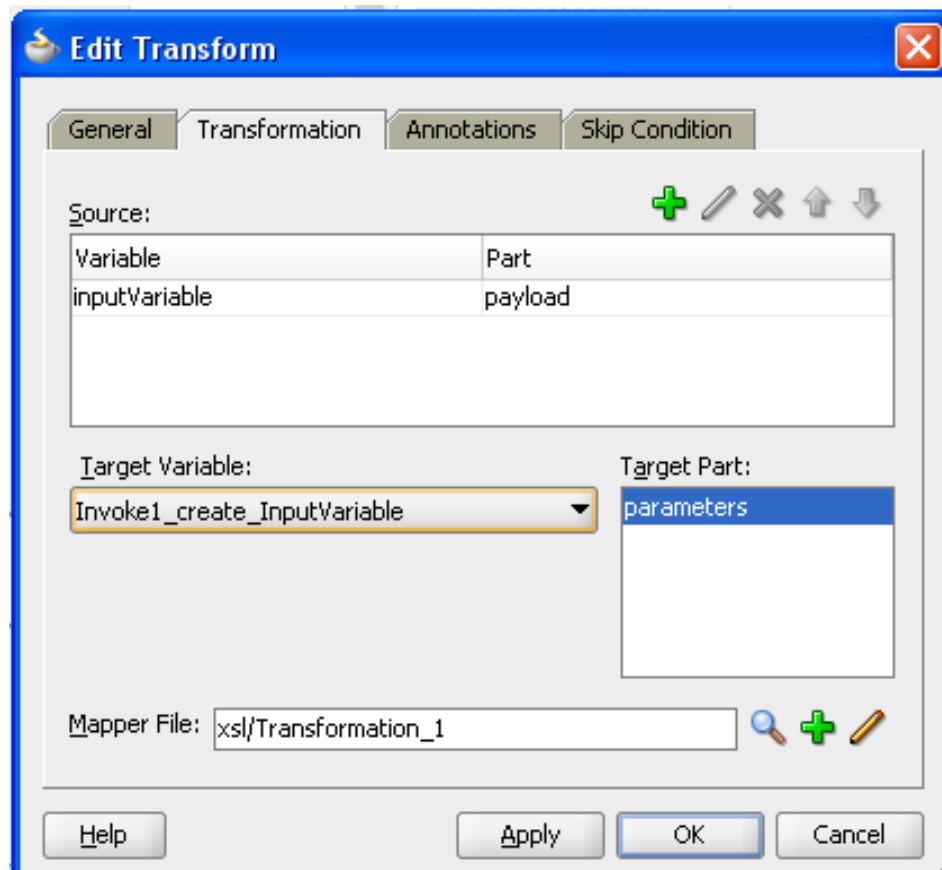 Edit Transform
General Transformation Annotations Skip Condition
Source:
Variable Part
inputVariable payload
Target Variable: Target Part:
Invoke1_create_InputVariable parameters
Mapper File: xsl/Transformation_1
Help Apply OK Cancel